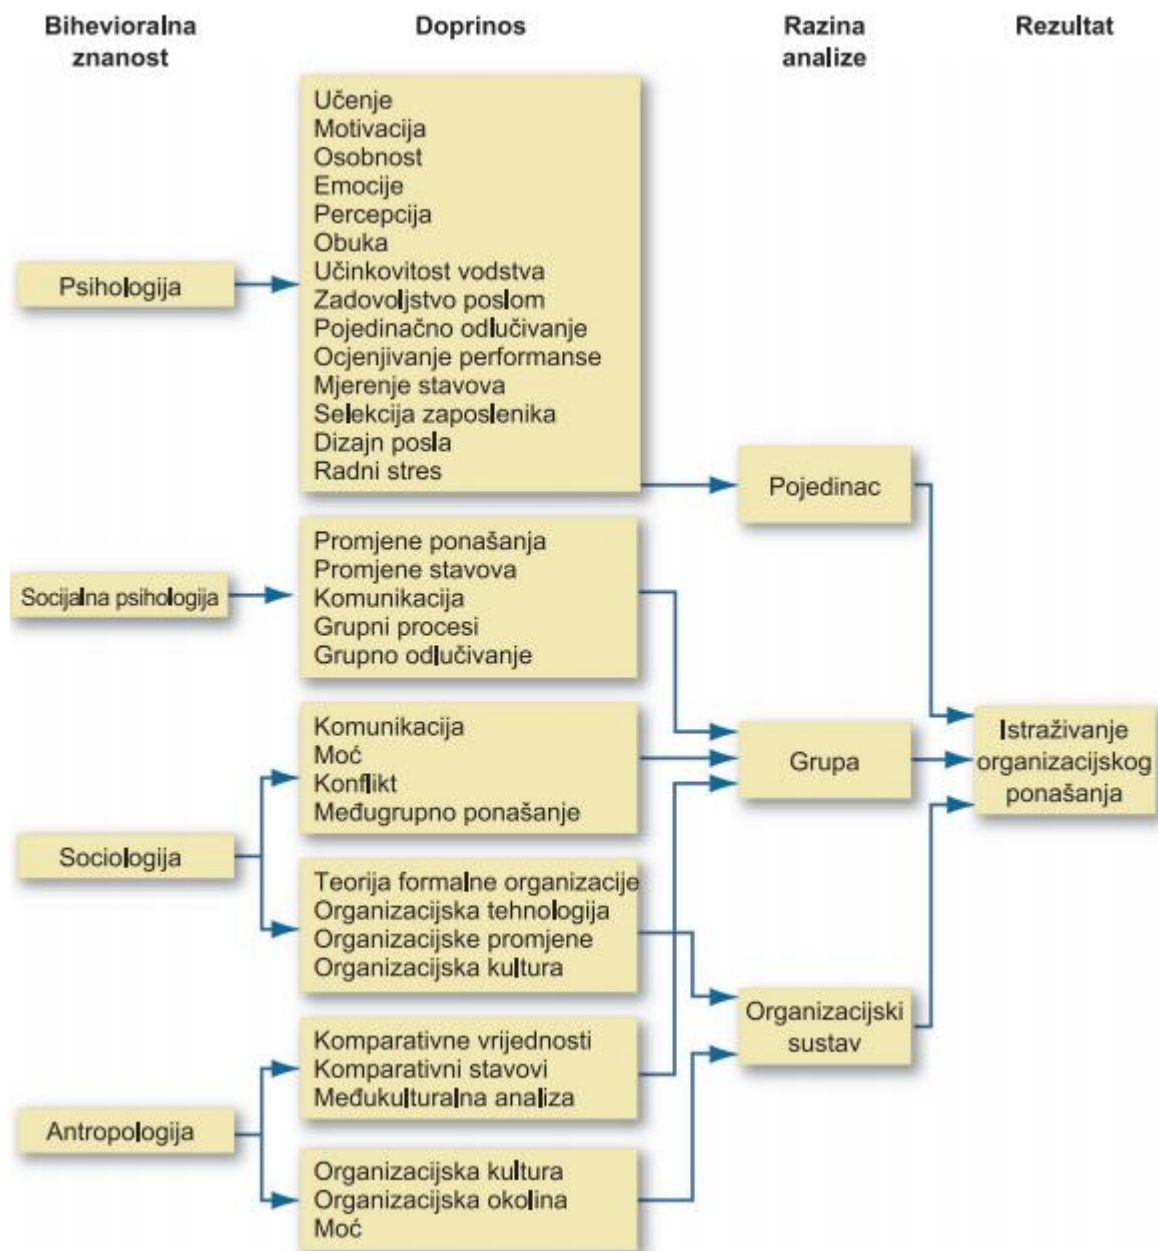 Bihevioralna
znanost
Doprinos
Razina
analize
Rezultat
Psihologija
Učenje
Motivacija
Osobnost
Emocije
Percepcija
Obuka
Učinkovitost vodstva
Zadovoljstvo poslom
Pojedinačno odlučivanje
Ocjenjivanje performanse
Mjerenje stavova
Selekcija zaposlenika
Dizajn posla
Radni stres
Pojedinac
Socijalna psihologija
Promjene ponašanja
Promjene stavova
Komunikacija
Grupni procesi
Grupno odlučivanje
Sociologija
Komunikacija
Moć
Konflikt
Međugrupno ponašanje
Grupa
Istraživanje
organizacijskog
ponašanja
Teorija formalne organizacije
Organizacijska tehnologija
Organizacijske promjene
Organizacijska kultura
Organizacijski
sustav
Antropologija
Komparativne vrijednosti
Komparativni stavovi
Međukulturalna analiza
Organizacijska kultura
Organizacijska okolina
Moć